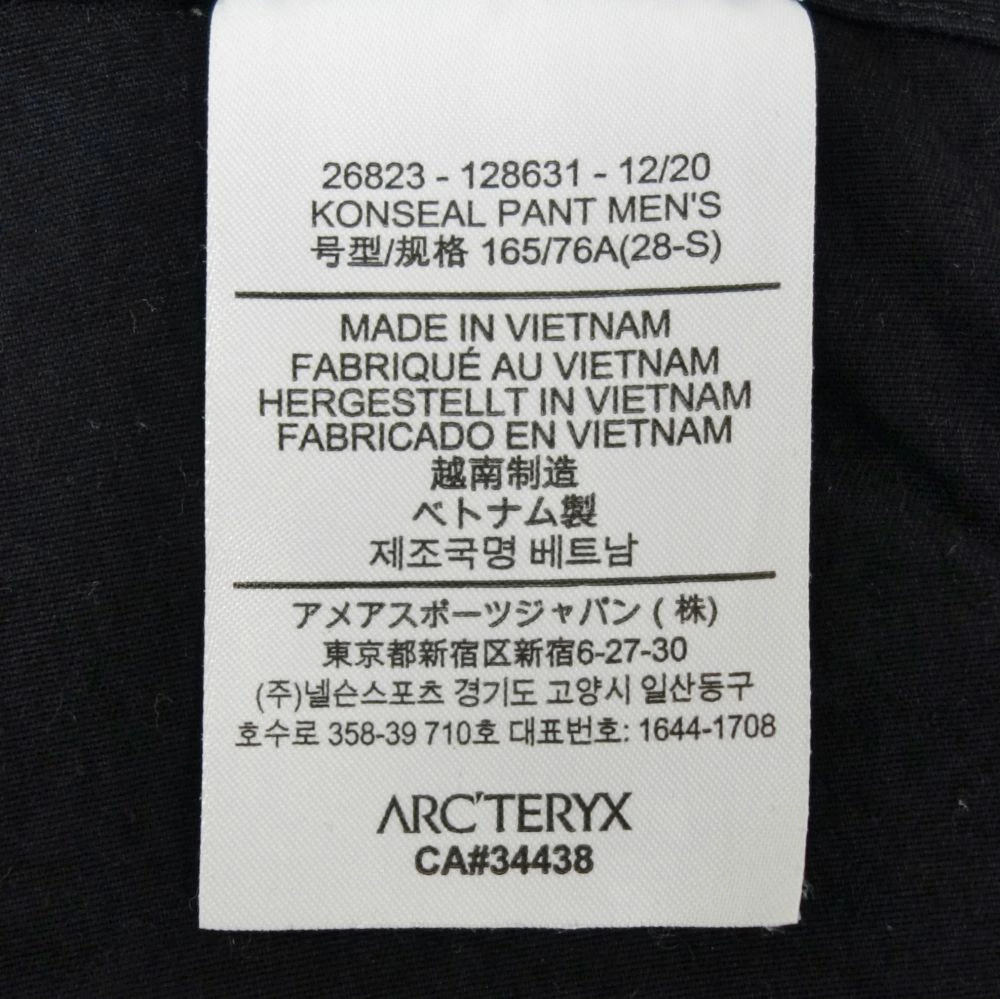 26823 - 128631 - 12/20
KONSEAL PANT MEN'S
号型/规格 165/76A(28-S)
MADE IN VIETNAM
FABRIQUÉ AU VIETNAM
HERGESTELLT IN VIETNAM
FABRICADO EN VIETNAM
越南制造
ベトナム製
제조국명 베트남
アメアスポーツジャパン ( 株)
東京都新宿区新宿6-27-30
(주)넬슨스포츠 경기도 고양시 일산동구
호수로 358-39 710호 대표번호: 1644-1708
ARC'TERYX
CA#34438